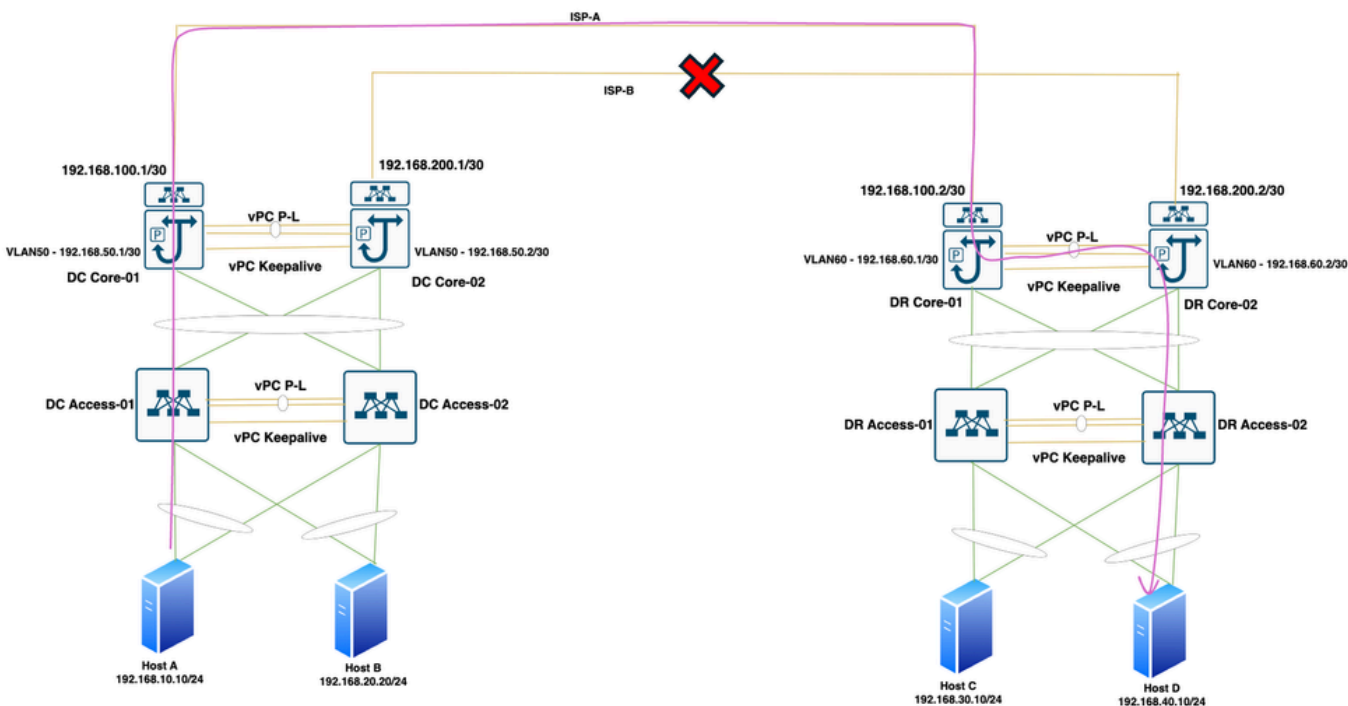 ISP-A
ISP-B
192.168.100.1/30
192.168.200.1/30
192.168.100.2/30
192.168.200.2/30
vPC P-L
P
P
VLAN50 - 192.168.50.1/30
VLAN50 - 192.168.50.2/30
vPC Keepalive
DC Core-01
DC Core-02
vPC P-L
P
P
VLAN60 - 192.168.60.1/30
VLAN60 - 192.168.60.2/30
vPC Keepalive
DR Core-01
DR Core-02
vPC P-L
DC Access-01
DC Access-02
vPC Keepalive
vPC P-L
DR Access-01
DR Access-02
vPC Keepalive
Host A
192.168.10.10/24
Host B
192.168.20.20/24
Host C
192.168.30.10/24
Host D
192.168.40.10/24